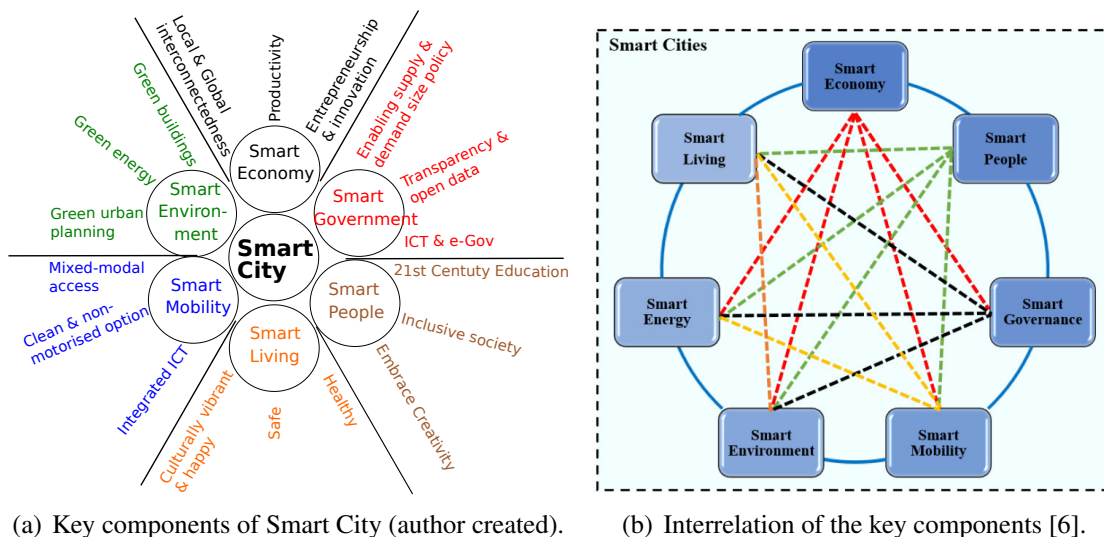 Local & Global
interconnectedness
Productivity
Entrepreneurship
& innovation
Enabling supply &
demand size policy
Transparency &
open data
ICT & e-Gov
Green buildings
Green energy
Green urban
planning
Smart
Economy
Smart
Environ-
ment
Smart
Government
Smart
City
Mixed-modal
access
Clean & non-
motorised option
Integrated ICT
Smart
Mobility
Smart
People
Smart
Living
21st Centuty Education
Inclusive society
Embrace Creativity
Culturally vibrant
& happy
Safe
Healthy
(a) Key components of Smart City (author created).
Smart Cities
Smart
Economy
Smart
Living
Smart
People
Smart
Energy
Smart
Governance
Smart
Environment
Smart
Mobility
(b) Interrelation of the key components [6].